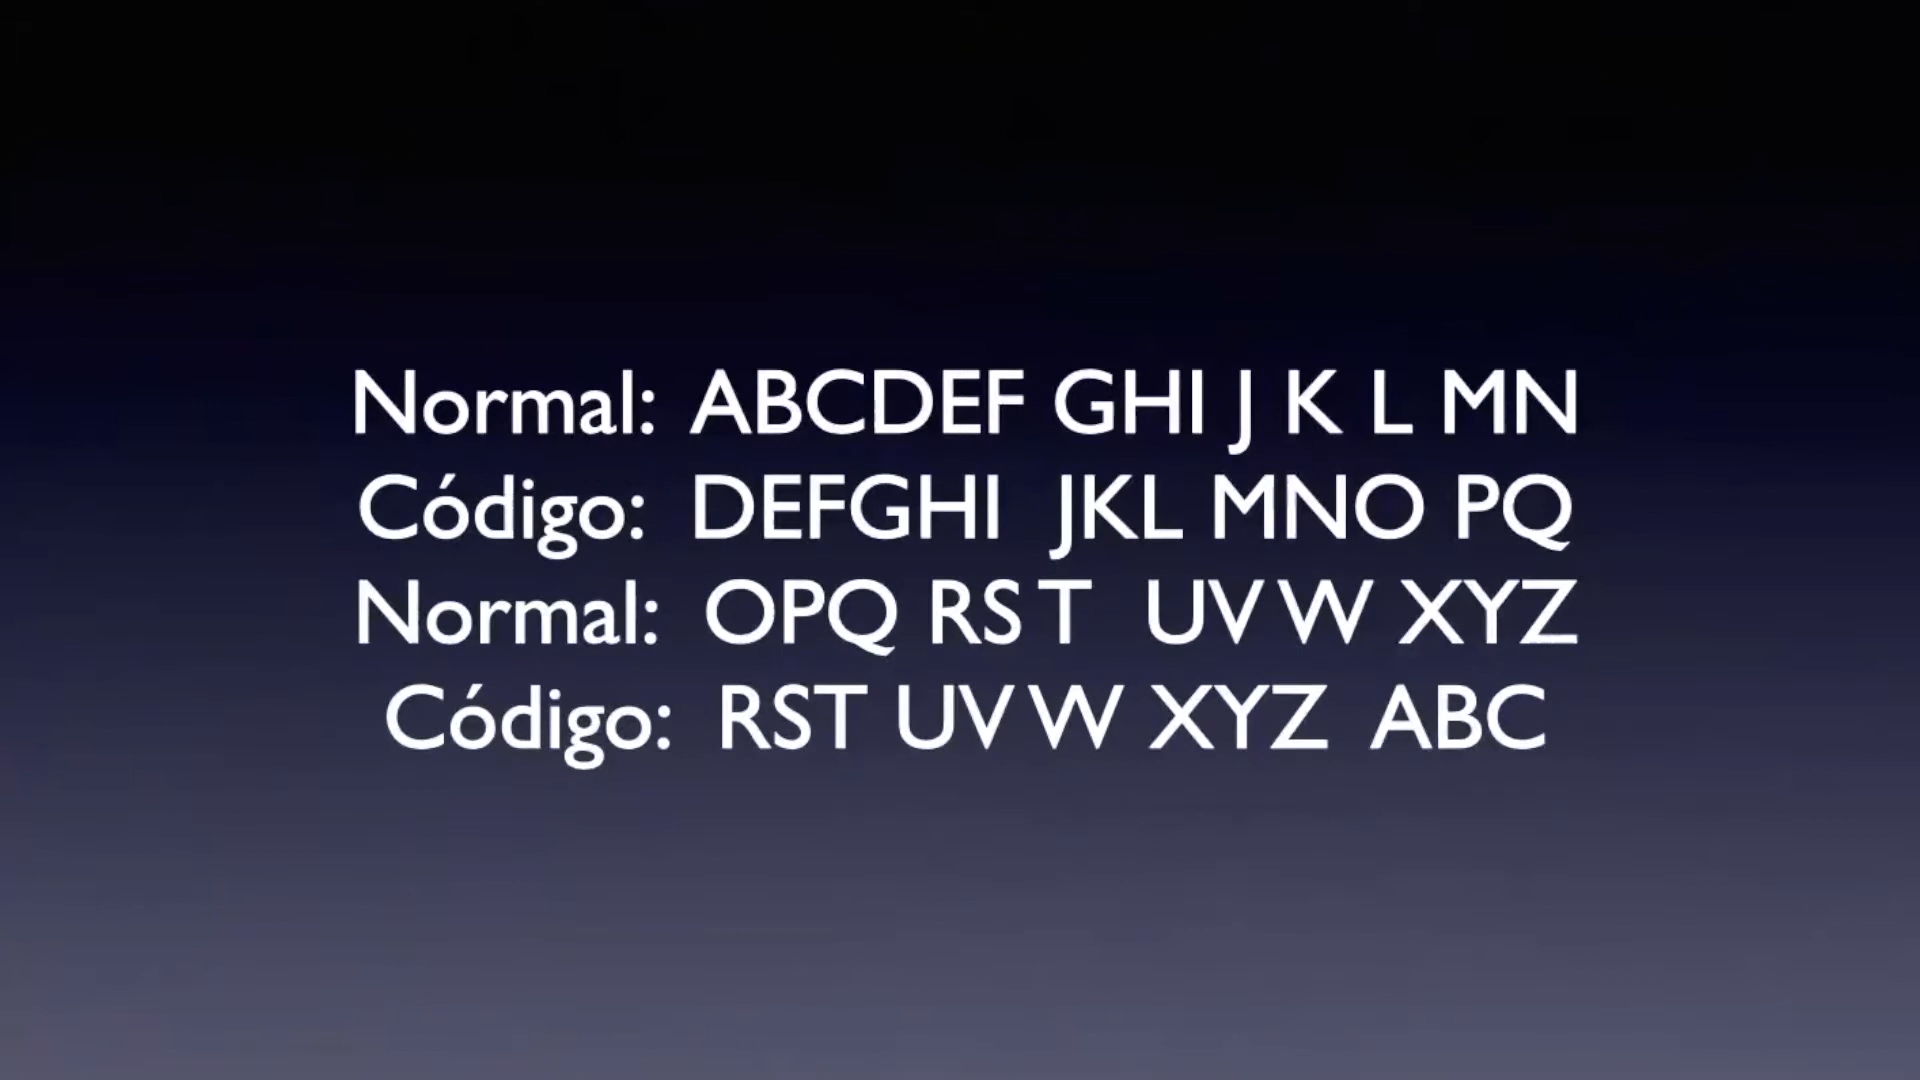 Normal: ABCDEF GHI J K L MN
Código: DEFGHI JKL MNO PQ
Normal: OPQ RS T UV W XYZ
Código: RST UV W XYZ ABC